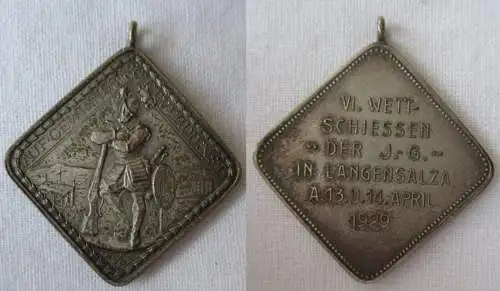 VI. WETT-
SCHIESSEN
" DER J-G. "
IN LANGENSALZA
A.13.U.14.APRIL
1929